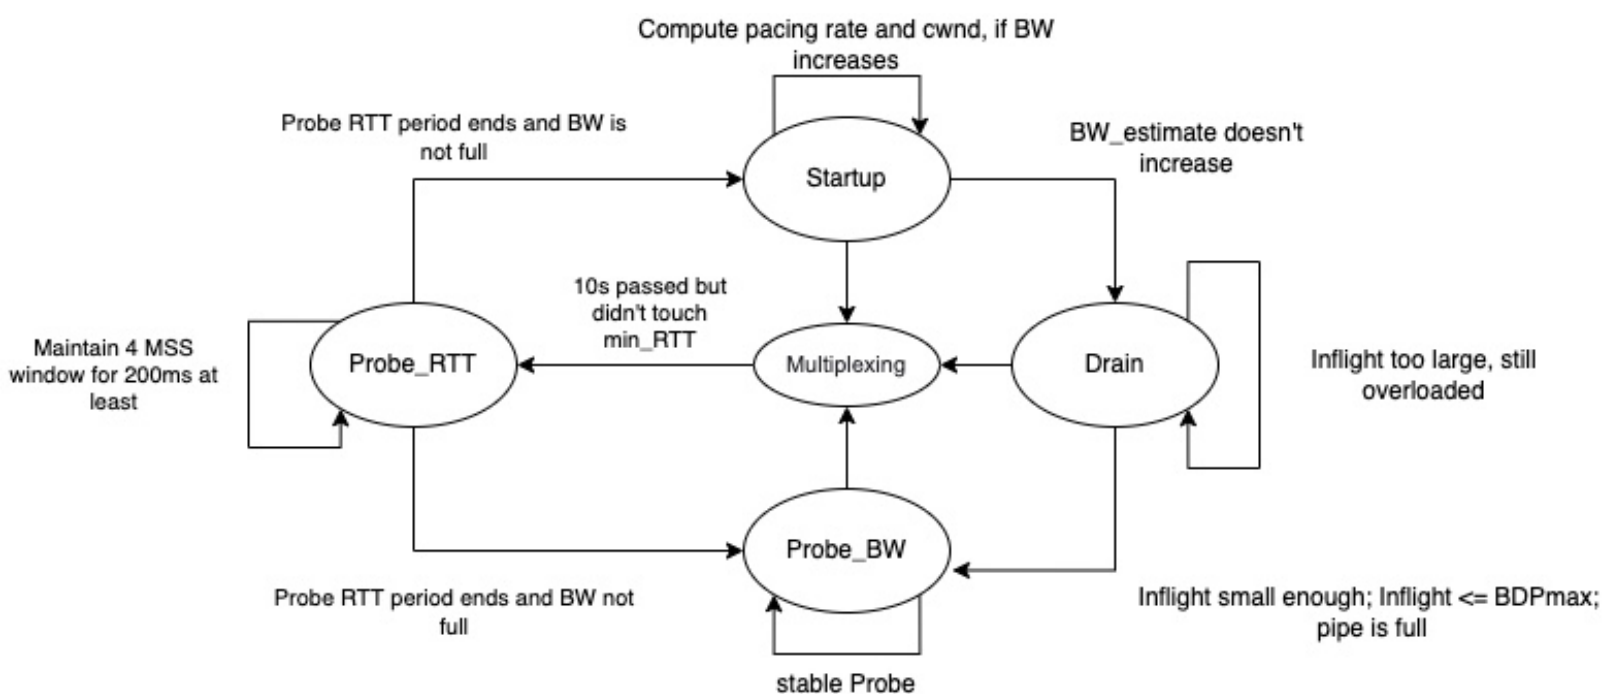 Compute pacing rate and cwnd, if BW
increases
Probe RTT period ends and BW is
not full
BW_estimate doesn't
increase
Startup
10s passed but
didn't touch
min_RTT
Maintain 4 MSS
window for 200ms at
least
Probe_RTT
Multiplexing
Drain
Inflight too large, still
overloaded
Probe_BW
Probe RTT period ends and BW not
full
Inflight small enough; Inflight <= BDPmax;
pipe is full
stable Probe